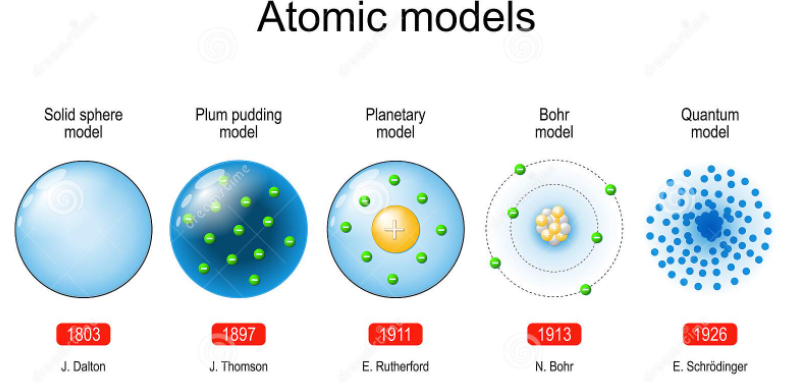 Atomic models
Solid sphere
model
Plum pudding
model
Planetary
model
Bohr
model
Quantum
model
1803
1897
1911
1913
1926
J. Dalton
J. Thomson
E. Rutherford
N. Bohr
E. Schrödinger